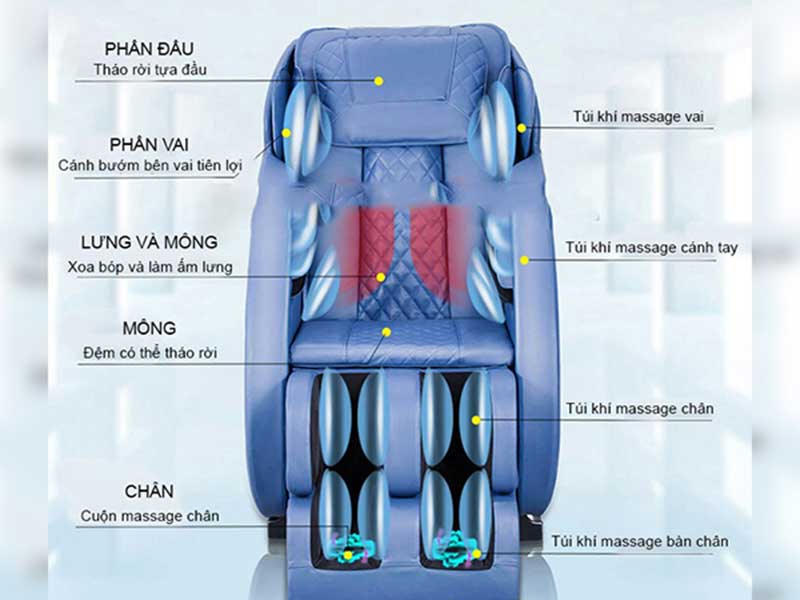 PHẦN ĐẦU
Tháo rời tựa đầu
PHẦN VAI
Cánh bướm bên vai tiện lợi
LƯNG VÀ MÔNG
Xoa bóp và làm ấm lưng
MÔNG
Đệm có thể tháo rời
CHÂN
Cuộn massage chân
Túi khí massage vai
Túi khí massage cánh tay
Túi khí massage chân
Túi khí massage bàn chân